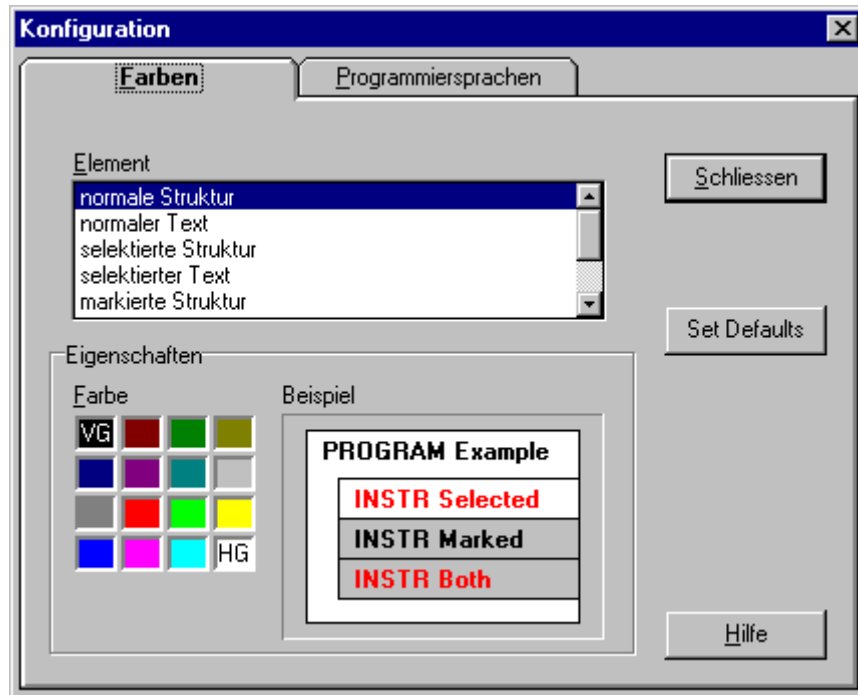 Konfiguration
Farben
Programmiersprachen
Element
normale Struktur
normaler Text
selektierte Struktur
selektierter Text
markierte Struktur
Schliessen
Set Defaults
Eigenschaften
Farbe
VG
HG
Beispiel
PROGRAM Example
INSTR Selected
INSTR Marked
INSTR Both
Hilfe